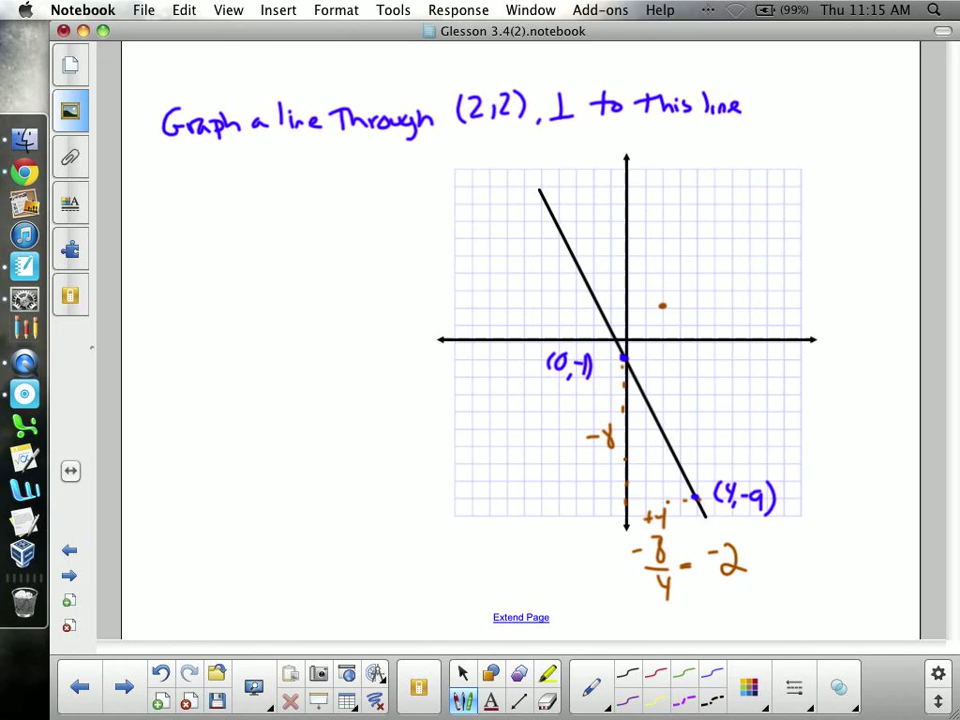 Notebook File Edit View Insert Format Tools Response Window Add-ons Help ... (99%) Thu 11:15 AM
Glesson 3.4(2).notebook
Graph a line Through (2,2), ⊥ to this line
(0,-1)
-8
(4,-9)
+4
-8/4 = -2
Extend Page